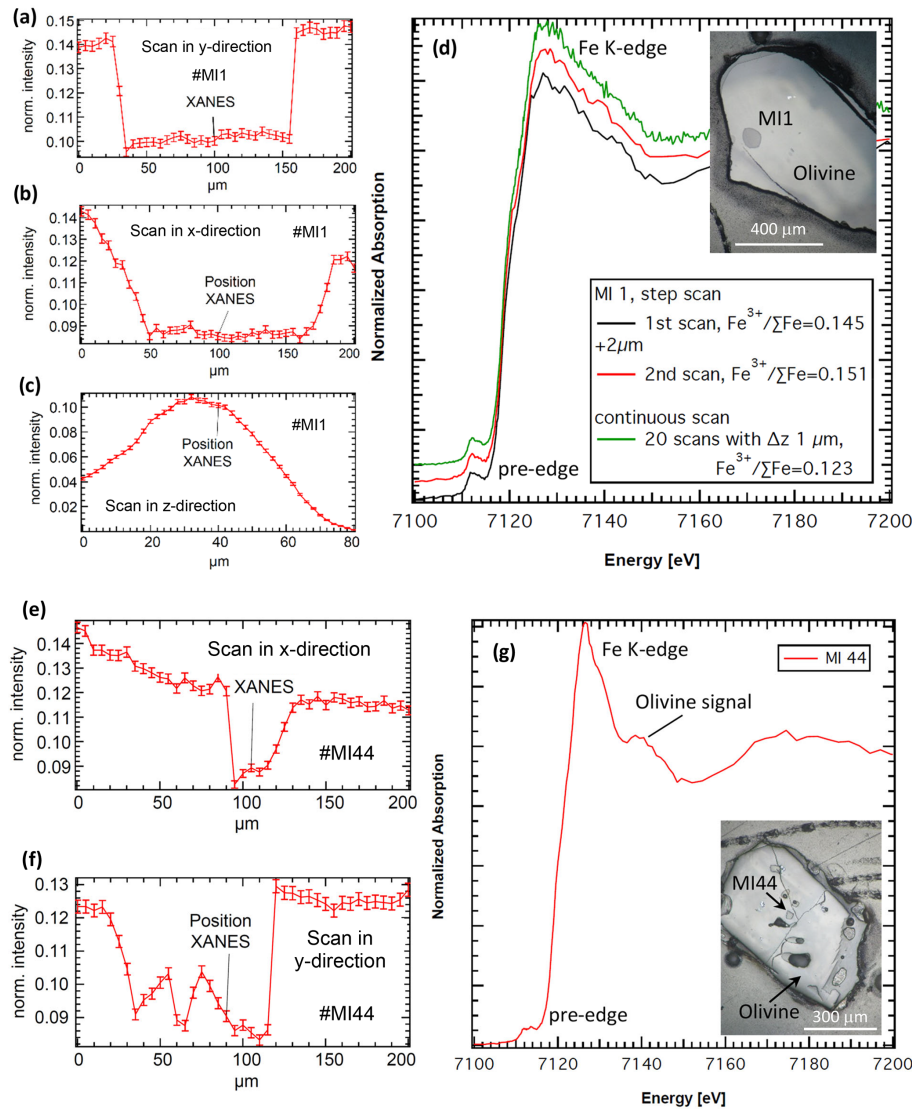 (a)
norm. intensity
0.15
0.14
0.13
0.12
0.11
0.10
Scan in y-direction
#MI1
XANES
0 50 100 150 200
µm
(b)
norm. intensity
0.14
0.12
0.10
0.09
Scan in x-direction
#MI1
Position
XANES
0 50 100 150 200
µm
(c)
norm. intensity
0.10
0.08
0.06
0.04
0.02
#MI1
Position
XANES
Scan in z-direction
0 20 40 60 80
µm
(d)
Normalized Absorption
Fe K-edge
MI1
Olivine
400 µm
MI 1, step scan
1st scan, Fe³⁺/∑Fe=0.145
+2µm
2nd scan, Fe³⁺/∑Fe=0.151
continuous scan
20 scans with Δz 1 µm,
Fe³⁺/∑Fe=0.123
pre-edge
7100 7120 7140 7160 7180 7200
Energy [eV]
(e)
norm. intensity
0.14
0.13
0.12
0.10
0.09
Scan in x-direction
XANES
#MI44
0 50 100 150 200
µm
(f)
norm. intensity
0.13
0.12
0.10
0.09
Position
XANES
Scan in
y-direction
#MI44
0 50 100 150 200
µm
(g)
Normalized Absorption
Fe K-edge
MI 44
Olivine signal
MI44
Olivine
300 µm
pre-edge
7100 7120 7140 7160 7180 7200
Energy [eV]